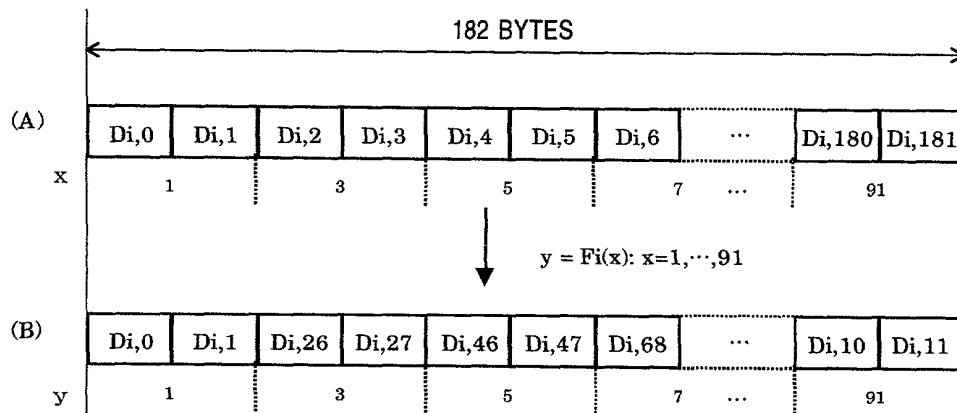 182 BYTES
(A) Di,0 Di,1 Di,2 Di,3 Di,4 Di,5 Di,6 ... Di,180 Di,181
x 1 3 5 7 ... 91
y = Fi(x): x=1,⋯,91
(B) Di,0 Di,1 Di,26 Di,27 Di,46 Di,47 Di,68 ... Di,10 Di,11
y 1 3 5 7 ... 91